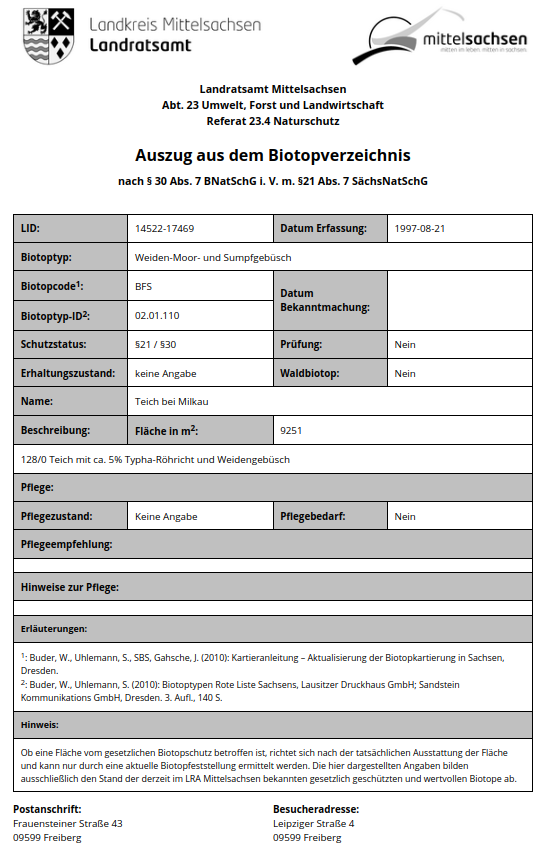 Landkreis Mittelsachsen
Landratsamt
mittelsachsen
mitten im leben. mitten in sachsen.
Landratsamt Mittelsachsen
Abt. 23 Umwelt, Forst und Landwirtschaft
Referat 23.4 Naturschutz
Auszug aus dem Biotopverzeichnis
nach § 30 Abs. 7 BNatSchG i. V. m. §21 Abs. 7 SächsNatSchG
LID: 14522-17469 Datum Erfassung: 1997-08-21
Biotoptyp: Weiden-Moor- und Sumpfgebüsch
Biotopcode¹: BFS
Datum
Bekanntmachung:
Biotoptyp-ID²: 02.01.110
Schutzstatus: §21 / §30 Prüfung: Nein
Erhaltungszustand: keine Angabe Waldbiotop: Nein
Name: Teich bei Milkau
Beschreibung: Fläche in m²: 9251
128/0 Teich mit ca. 5% Typha-Röhricht und Weidengebüsch
Pflege:
Pflegezustand: Keine Angabe Pflegebedarf: Nein
Pflegeempfehlung:
Hinweise zur Pflege:
Erläuterungen:
¹: Buder, W., Uhlemann, S., SBS, Gahsche, J. (2010): Kartieranleitung – Aktualisierung der Biotopkartierung in Sachsen,
Dresden.
²: Buder, W., Uhlemann, S. (2010): Biotoptypen Rote Liste Sachsens, Lausitzer Druckhaus GmbH; Sandstein
Kommunikations GmbH, Dresden. 3. Aufl., 140 S.
Hinweis:
Ob eine Fläche vom gesetzlichen Biotopschutz betroffen ist, richtet sich nach der tatsächlichen Ausstattung der Fläche
und kann nur durch eine aktuelle Biotopfeststellung ermittelt werden. Die hier dargestellten Angaben bilden
ausschließlich den Stand der derzeit im LRA Mittelsachsen bekannten gesetzlich geschützten und wertvollen Biotope ab.
Postanschrift: Besucheradresse:
Frauensteiner Straße 43 Leipziger Straße 4
09599 Freiberg 09599 Freiberg